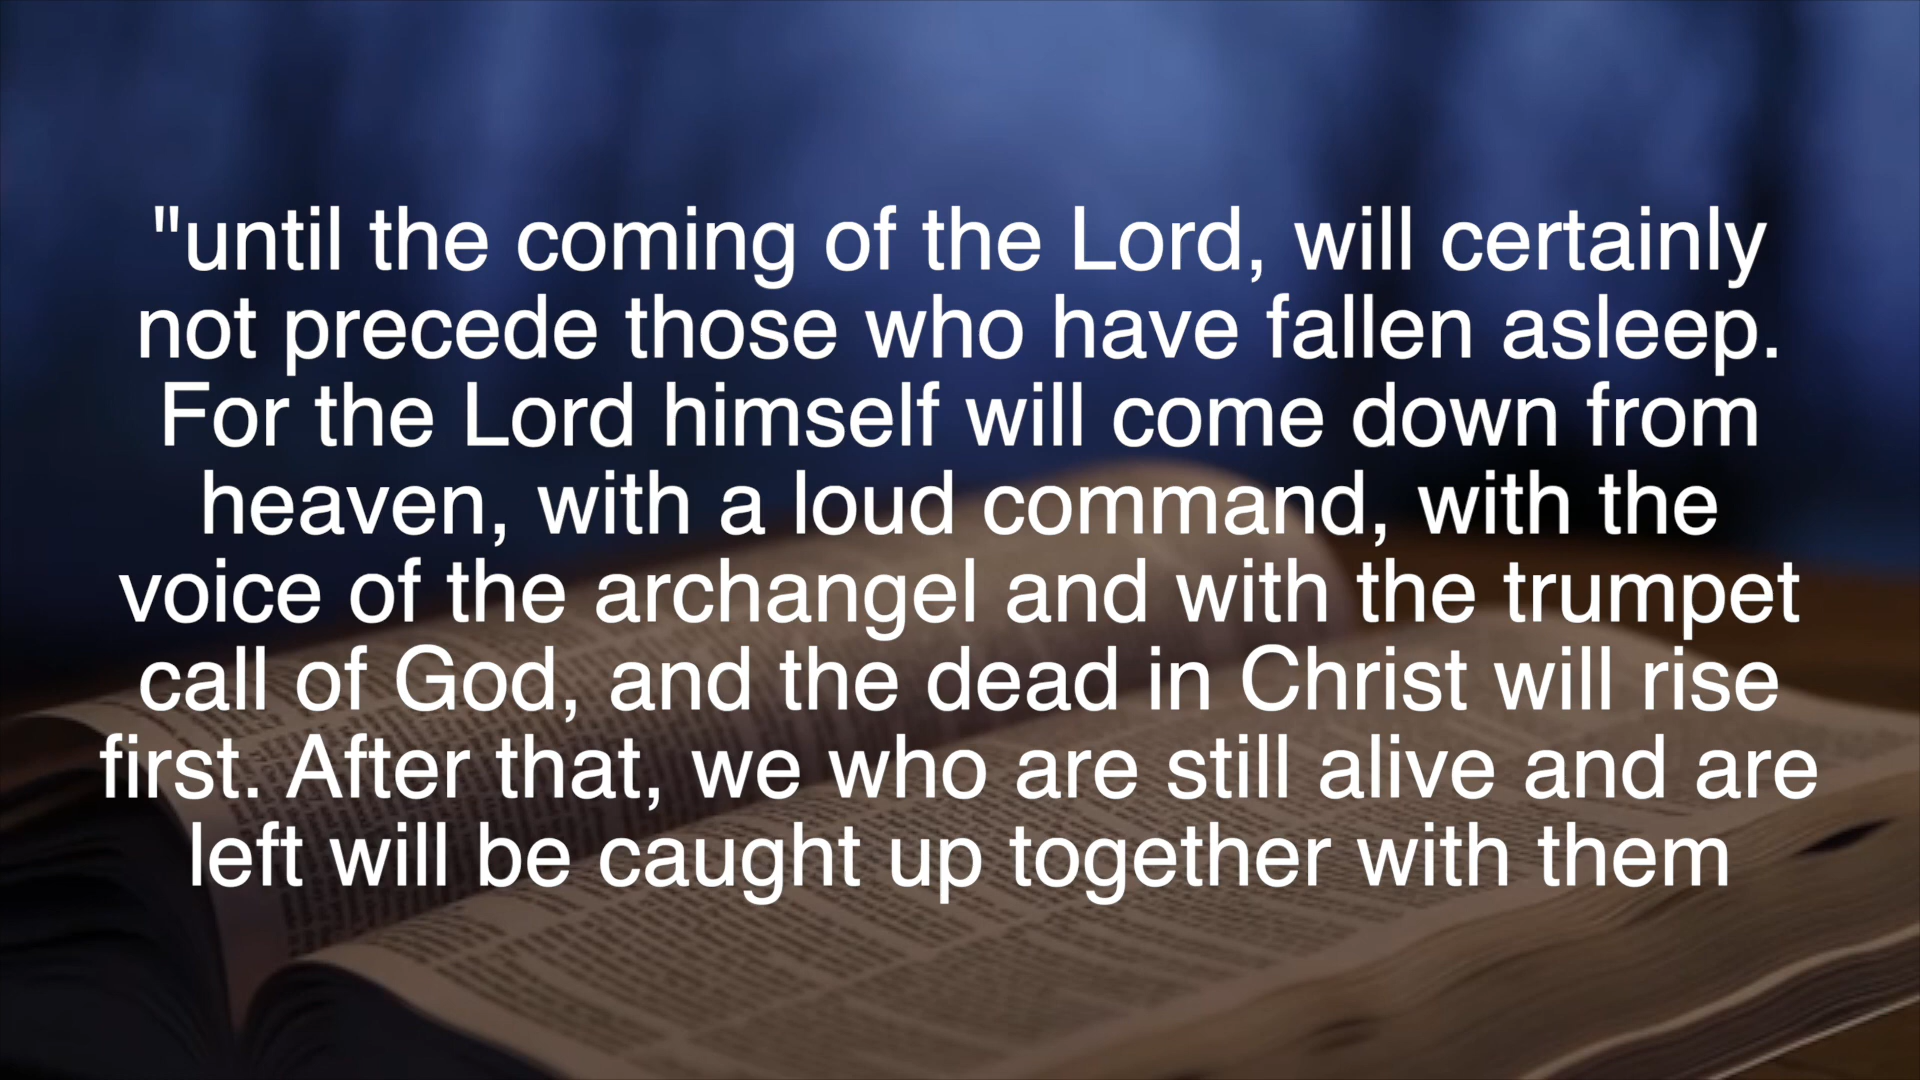 "until the coming of the Lord, will certainly
not precede those who have fallen asleep.
For the Lord himself will come down from
heaven, with a loud command, with the
voice of the archangel and with the trumpet
call of God, and the dead in Christ will rise
first. After that, we who are still alive and are
left will be caught up together with them